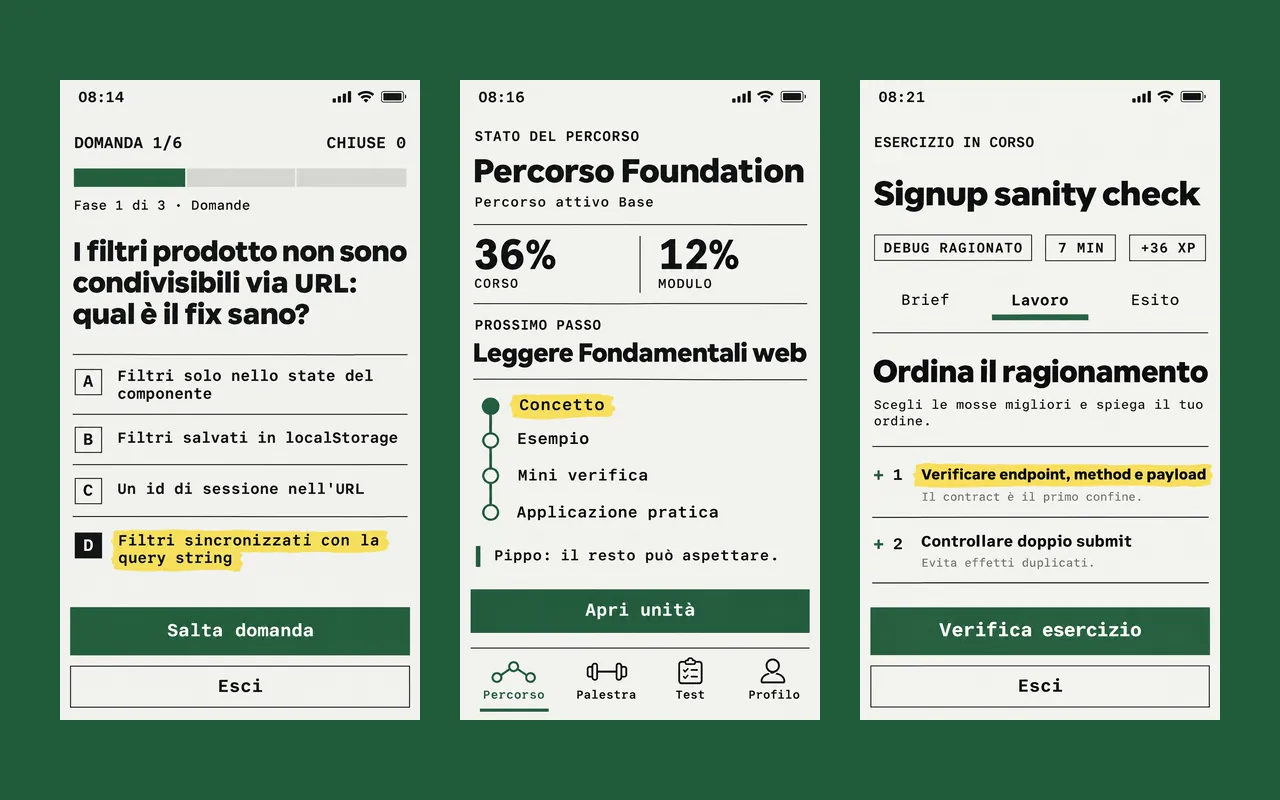 08:14
DOMANDA 1/6
CHIUSE 0
Fase 1 di 3 · Domande
I filtri prodotto non sono
condivisibili via URL:
qual è il fix sano?
A
Filtri solo nello state del
componente
B
Filtri salvati in localStorage
C
Un id di sessione nell'URL
D
Filtri sincronizzati con la
query string
Salta domanda
Esci
08:16
STATO DEL PERCORSO
Percorso Foundation
Percorso attivo Base
36%
CORSO
12%
MODULO
PROSSIMO PASSO
Leggere Fondamentali web
Concetto
Esempio
Mini verifica
Applicazione pratica
Pippo: il resto può aspettare.
Apri unità
Percorso
Palestra
Test
Profilo
08:21
ESERCIZIO IN CORSO
Signup sanity check
DEBUG RAGIONATO
7 MIN
+36 XP
Brief
Lavoro
Esito
Ordina il ragionamento
Scegli le mosse migliori e spiega il tuo
ordine.
+ 1 Verificare endpoint, method e payload
Il contract è il primo confine.
+ 2 Controllare doppio submit
Evita effetti duplicati.
Verifica esercizio
Esci